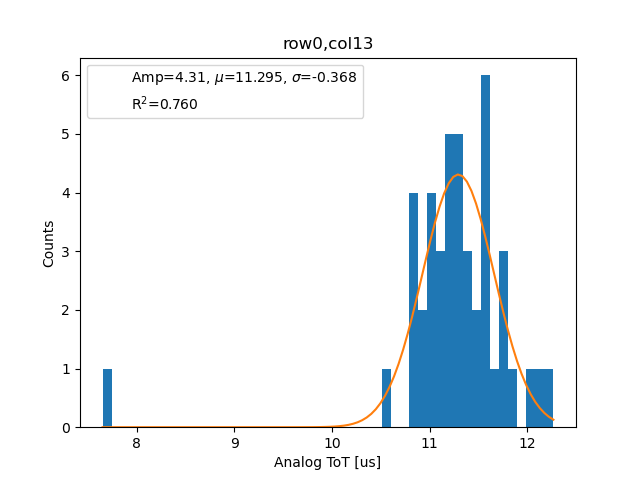 row0,col13
Amp=4.31, μ=11.295, σ=-0.368
R²=0.760
6
5
4
3
2
1
0
Counts
8 9 10 11 12
Analog ToT [us]